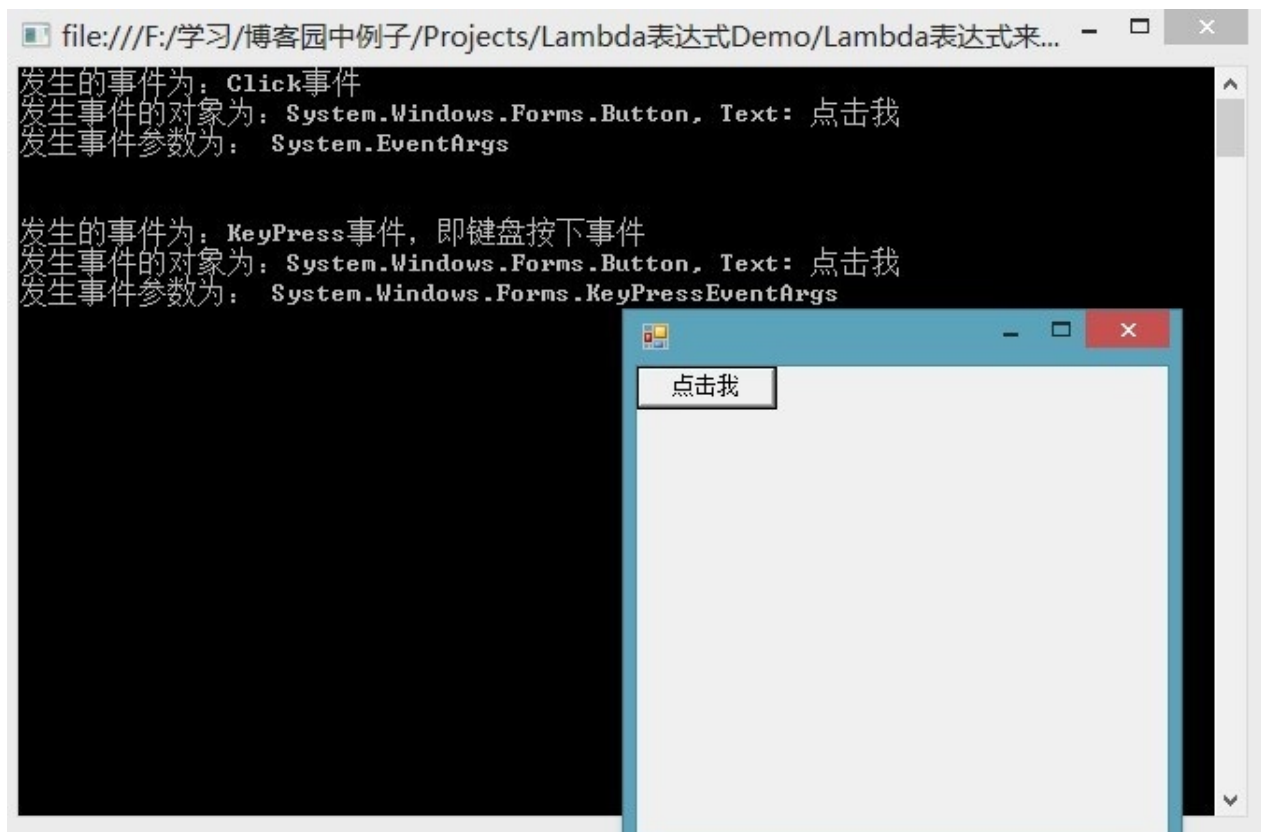 file:///F:/学习/博客园中例子/Projects/Lambda表达式Demo/Lambda表达式来...
发生的事件为：Click事件
发生事件的对象为：System.Windows.Forms.Button, Text: 点击我
发生事件参数为： System.EventArgs
发生的事件为：KeyPress事件，即键盘按下事件
发生事件的对象为：System.Windows.Forms.Button, Text: 点击我
发生事件参数为： System.Windows.Forms.KeyPressEventArgs
点击我